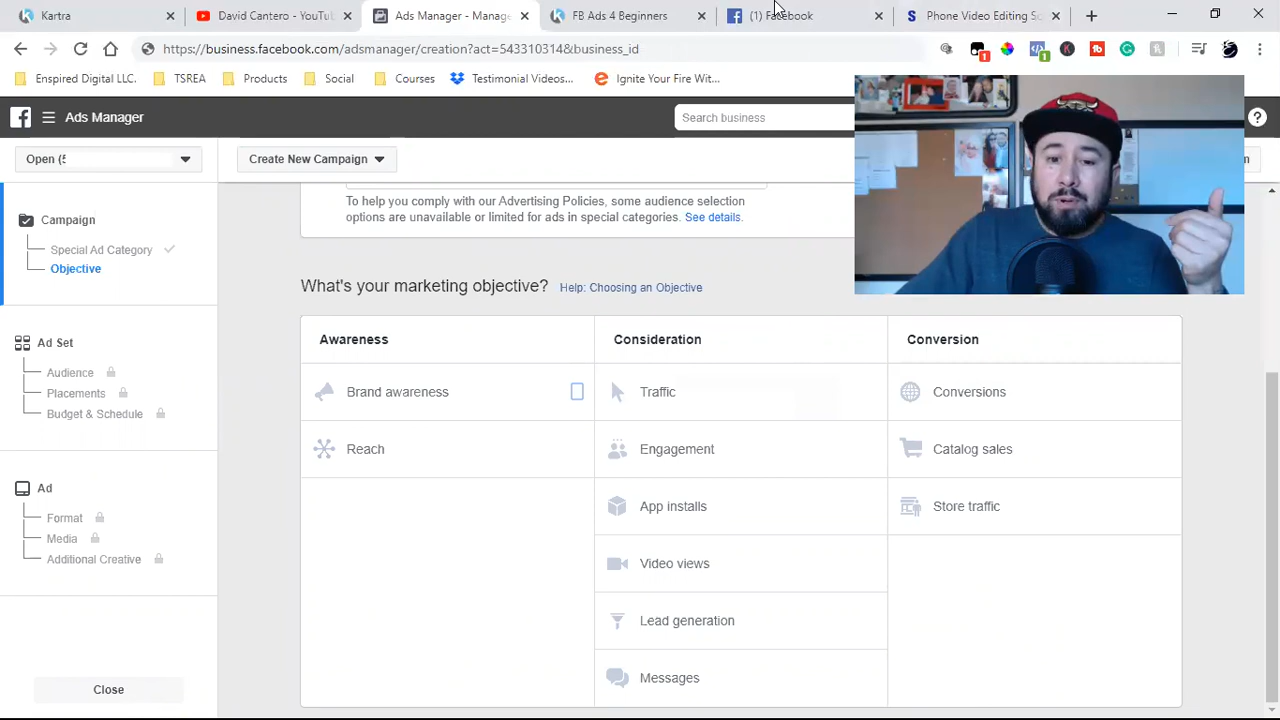 Kartra
David Cantero - YouTu
Ads Manager - Manage
FB Ads 4 Beginners
(1) Facebook
Phone Video Editing Sc
https://business.facebook.com/adsmanager/creation?act=543310314&business_id
1
1
Enspired Digital LLC.
TSREA
Products
Social
Courses
Testimonial Videos...
Ignite Your Fire Wit...
Ads Manager
Search business
?
Open (5
Create New Campaign
Campaign
Special Ad Category
Objective
Ad Set
Audience
Placements
Budget & Schedule
Ad
Format
Media
Additional Creative
Close
To help you comply with our Advertising Policies, some audience selection
options are unavailable or limited for ads in special categories. See details.
What's your marketing objective? Help: Choosing an Objective
Awareness
Consideration
Conversion
Brand awareness
Traffic
Conversions
Reach
Engagement
Catalog sales
App installs
Store traffic
Video views
Lead generation
Messages